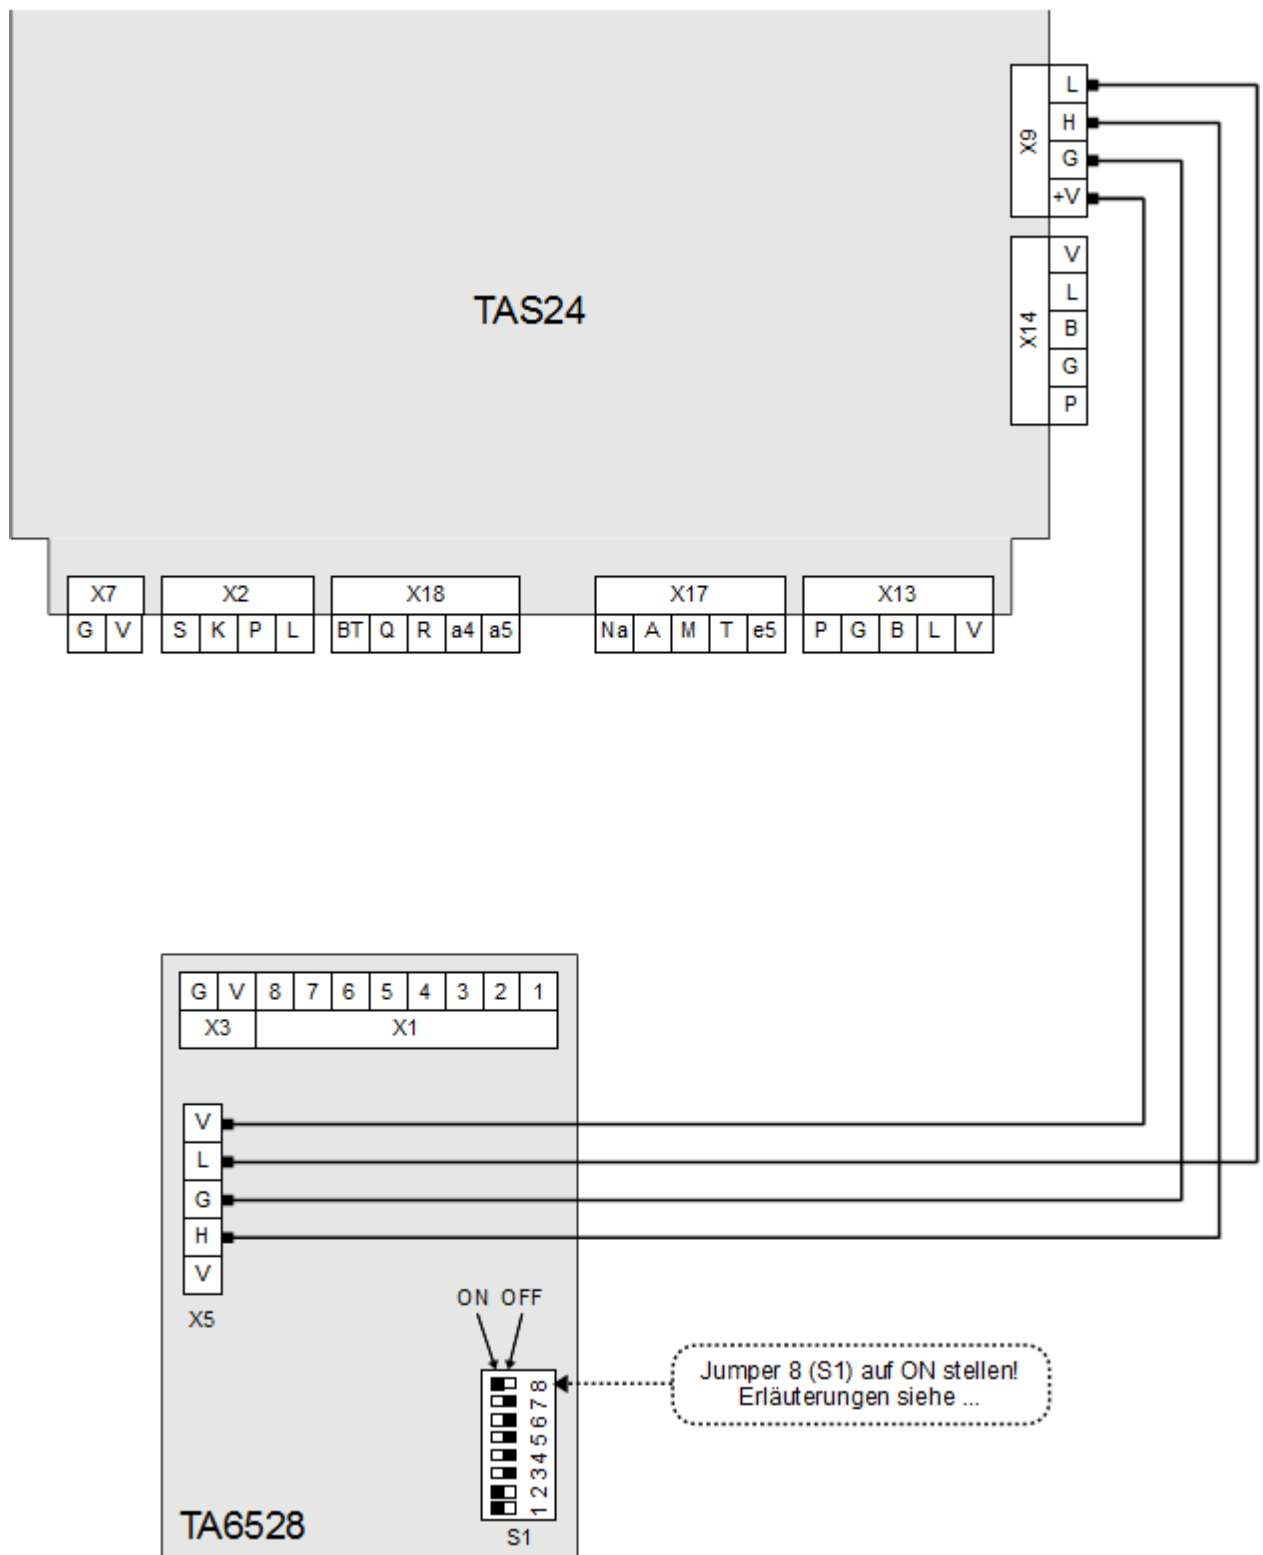 L
H
X9
G
+V
V
L
X14
B
G
P
TAS24
X7 X2 X18 X17 X13
G V S K P L BT Q R a4 a5 Na A M T e5 P G B L V
G V 8 7 6 5 4 3 2 1
X3 X1
V
L
G
H
V
X5
ON OFF
Jumper 8 (S1) auf ON stellen!
Erläuterungen siehe ...
8
7
6
5
4
3
2
1
TA6528
S1